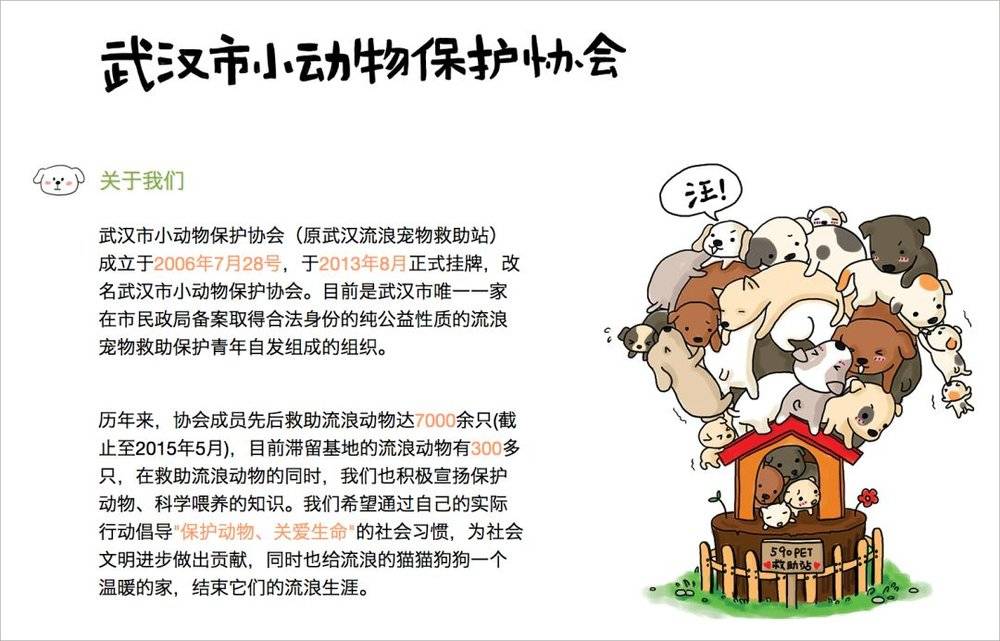 武汉市小动物保护协会
关于我们
武汉市小动物保护协会（原武汉流浪宠物救助站）
成立于2006年7月28号，于2013年8月正式挂牌，改
名武汉市小动物保护协会。目前是武汉市唯一一家
在市民政局备案取得合法身份的纯公益性质的流浪
宠物救助保护青年自发组成的组织。
历年来，协会成员先后救助流浪动物达7000余只(截
止至2015年5月)，目前滞留基地的流浪动物有300多
只，在救助流浪动物的同时，我们也积极宣扬保护
动物、科学喂养的知识。我们希望通过自己的实际
行动倡导"保护动物、关爱生命"的社会习惯，为社会
文明进步做出贡献，同时也给流浪的猫猫狗狗一个
温暖的家，结束它们的流浪生涯。
汪!
590PET
救助站